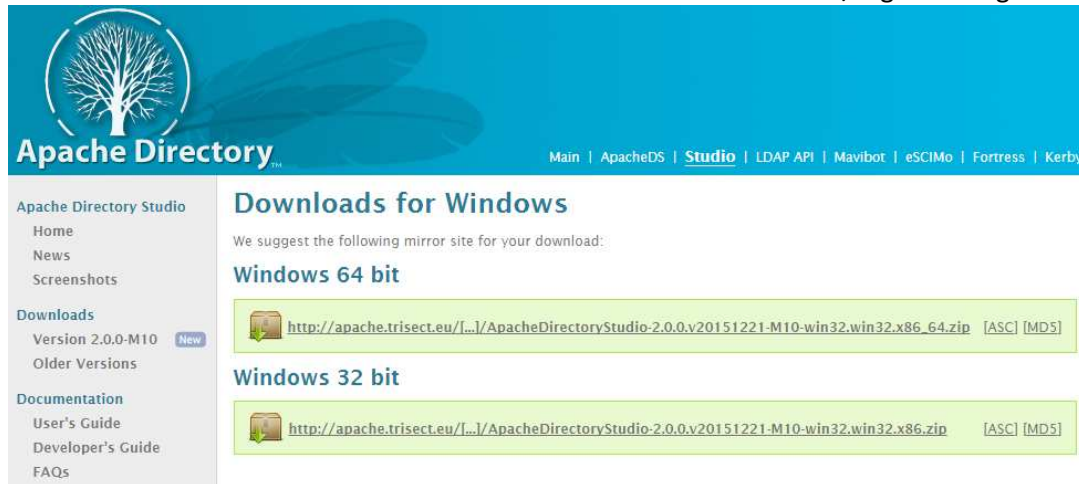 Apache Directory™
Main | ApacheDS | Studio | LDAP API | Mavibot | eSCIMo | Fortress | Kerby
Apache Directory Studio
Home
News
Screenshots
Downloads
Version 2.0.0-M10 New
Older Versions
Documentation
User's Guide
Developer's Guide
FAQs
Downloads for Windows
We suggest the following mirror site for your download:
Windows 64 bit
http://apache.trisect.eu/[...]/ApacheDirectoryStudio-2.0.0.v20151221-M10-win32.win32.x86_64.zip [ASC] [MD5]
Windows 32 bit
http://apache.trisect.eu/[...]/ApacheDirectoryStudio-2.0.0.v20151221-M10-win32.win32.x86.zip [ASC] [MD5]